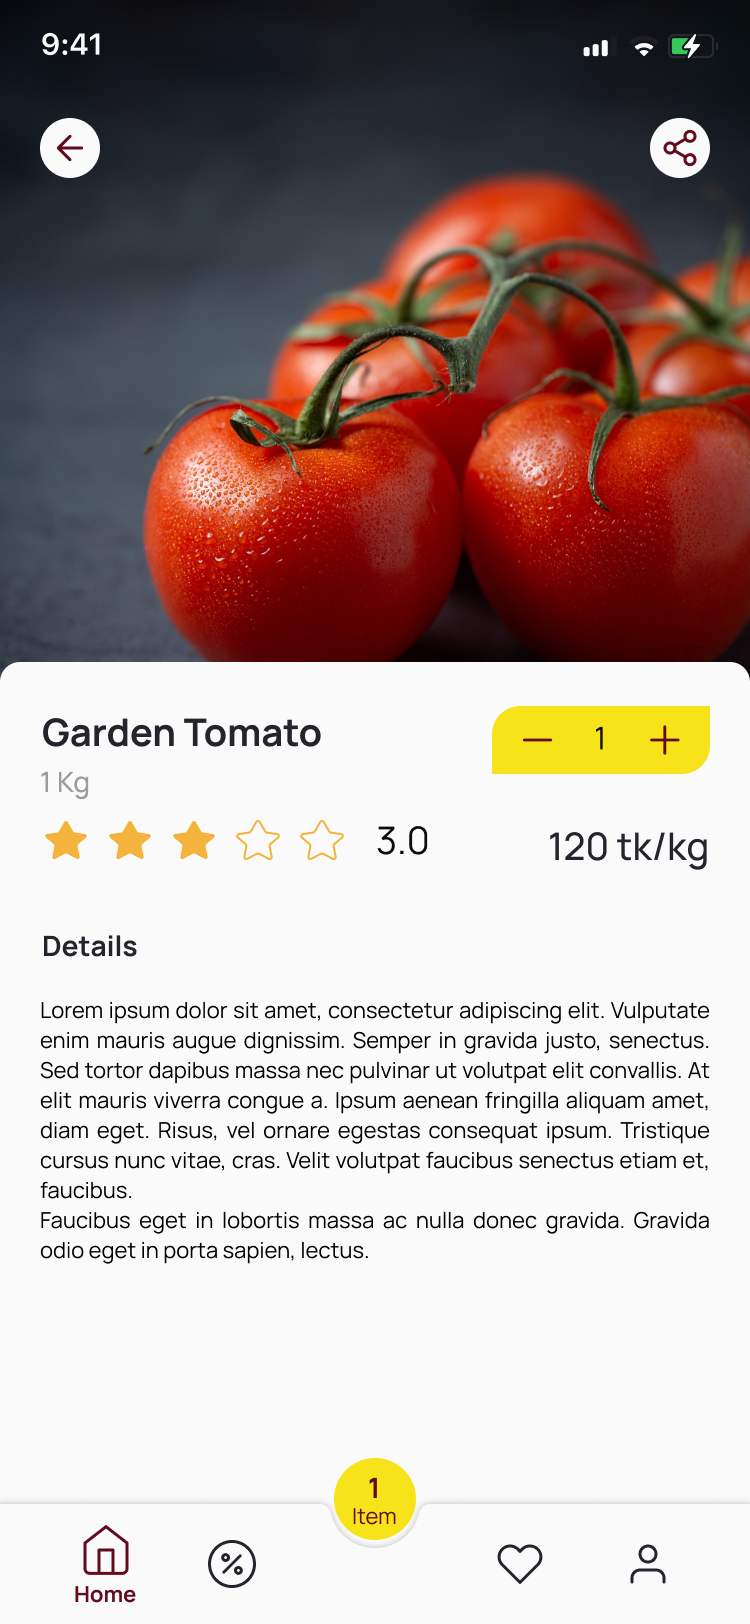 9:41
Garden Tomato
1
1 Kg
3.0
120 tk/kg
Details
Lorem ipsum dolor sit amet, consectetur adipiscing elit. Vulputate
enim mauris augue dignissim. Semper in gravida justo, senectus.
Sed tortor dapibus massa nec pulvinar ut volutpat elit convallis. At
elit mauris viverra congue a. Ipsum aenean fringilla aliquam amet,
diam eget. Risus, vel ornare egestas consequat ipsum. Tristique
cursus nunc vitae, cras. Velit volutpat faucibus senectus etiam et,
faucibus.
Faucibus eget in lobortis massa ac nulla donec gravida. Gravida
odio eget in porta sapien, lectus.
1
Item
Home